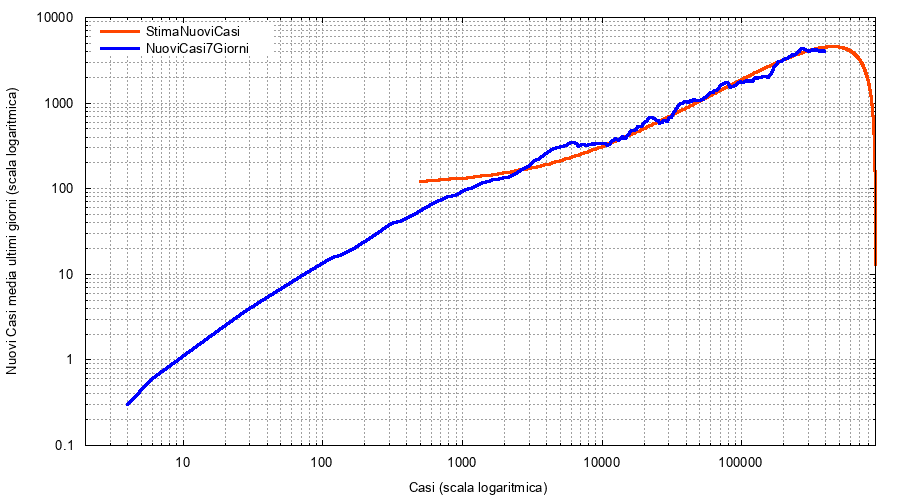 10000
StimaNuoviCasi
NuoviCasi7Giorni
1000
100
10
1
0.1
Nuovi Casi media ultimi giorni (scala logaritmica)
10 100 1000 10000 100000
Casi (scala logaritmica)